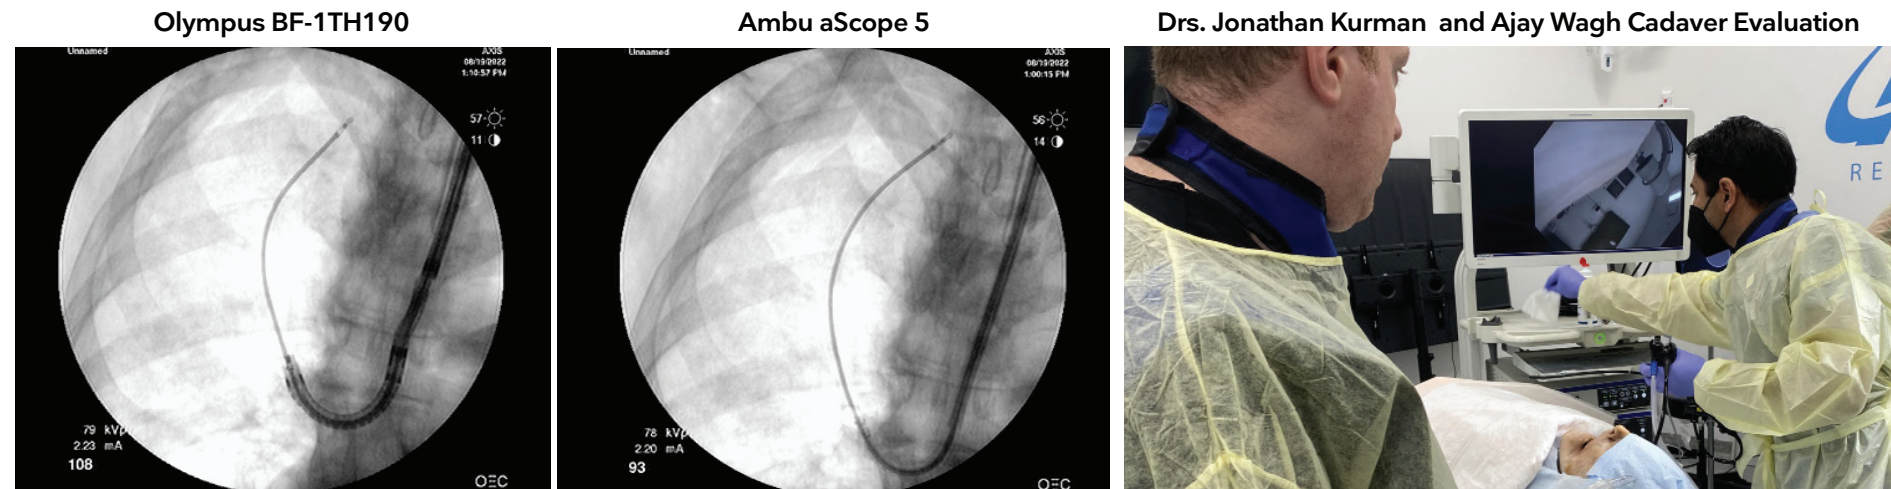 Olympus BF-1TH190
Unnamed
AXIS
08/19/2022
1:10:57 PM
57
11
79 kVp
2.23 mA
108
OEC
Ambu aScope 5
Unnamed
AXIS
08/19/2022
1:00:15 PM
56
14
78 kVp
2.20 mA
93
OEC
Drs. Jonathan Kurman and Ajay Wagh Cadaver Evaluation
RE